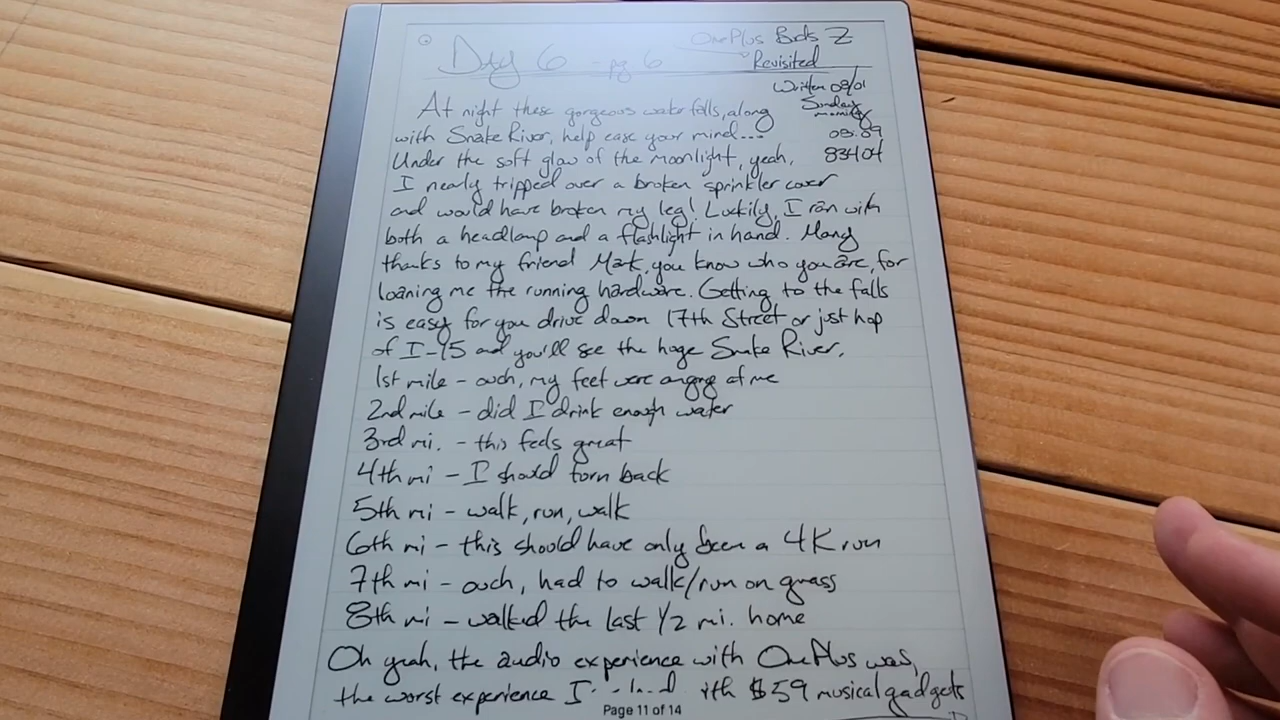 OnePlus Buds Z
Day 6 - pg 6
Revisited
Written 08/01
Sunday
morning
08:89
83404
At night these gorgeous water falls, along
with Snake River, help ease your mind...
Under the soft glow of the moonlight, yeah,
I nearly tripped over a broken sprinkler cover
and would have broken my leg! Luckily, I ran with
both a headlamp and a flashlight in hand. Many
thanks to my friend Mark, you know who you are, for
loaning me the running hardware. Getting to the falls
is easy for you drive down 17th Street or just hop
of I-15 and you'll see the huge Snake River.
1st mile - ouch, my feet were angry at me
2nd mile - did I drink enough water
3rd mi. - this feels great
4th mi - I should turn back
5th mi - walk, run, walk
6th mi - this should have only been a 4K run
7th mi - ouch, had to walk/run on grass
8th mi - walked the last 1/2 mi. home
Oh yeah, the audio experience with OnePlus was,
the worst experience I with $59 musical gadgets
Page 11 of 14